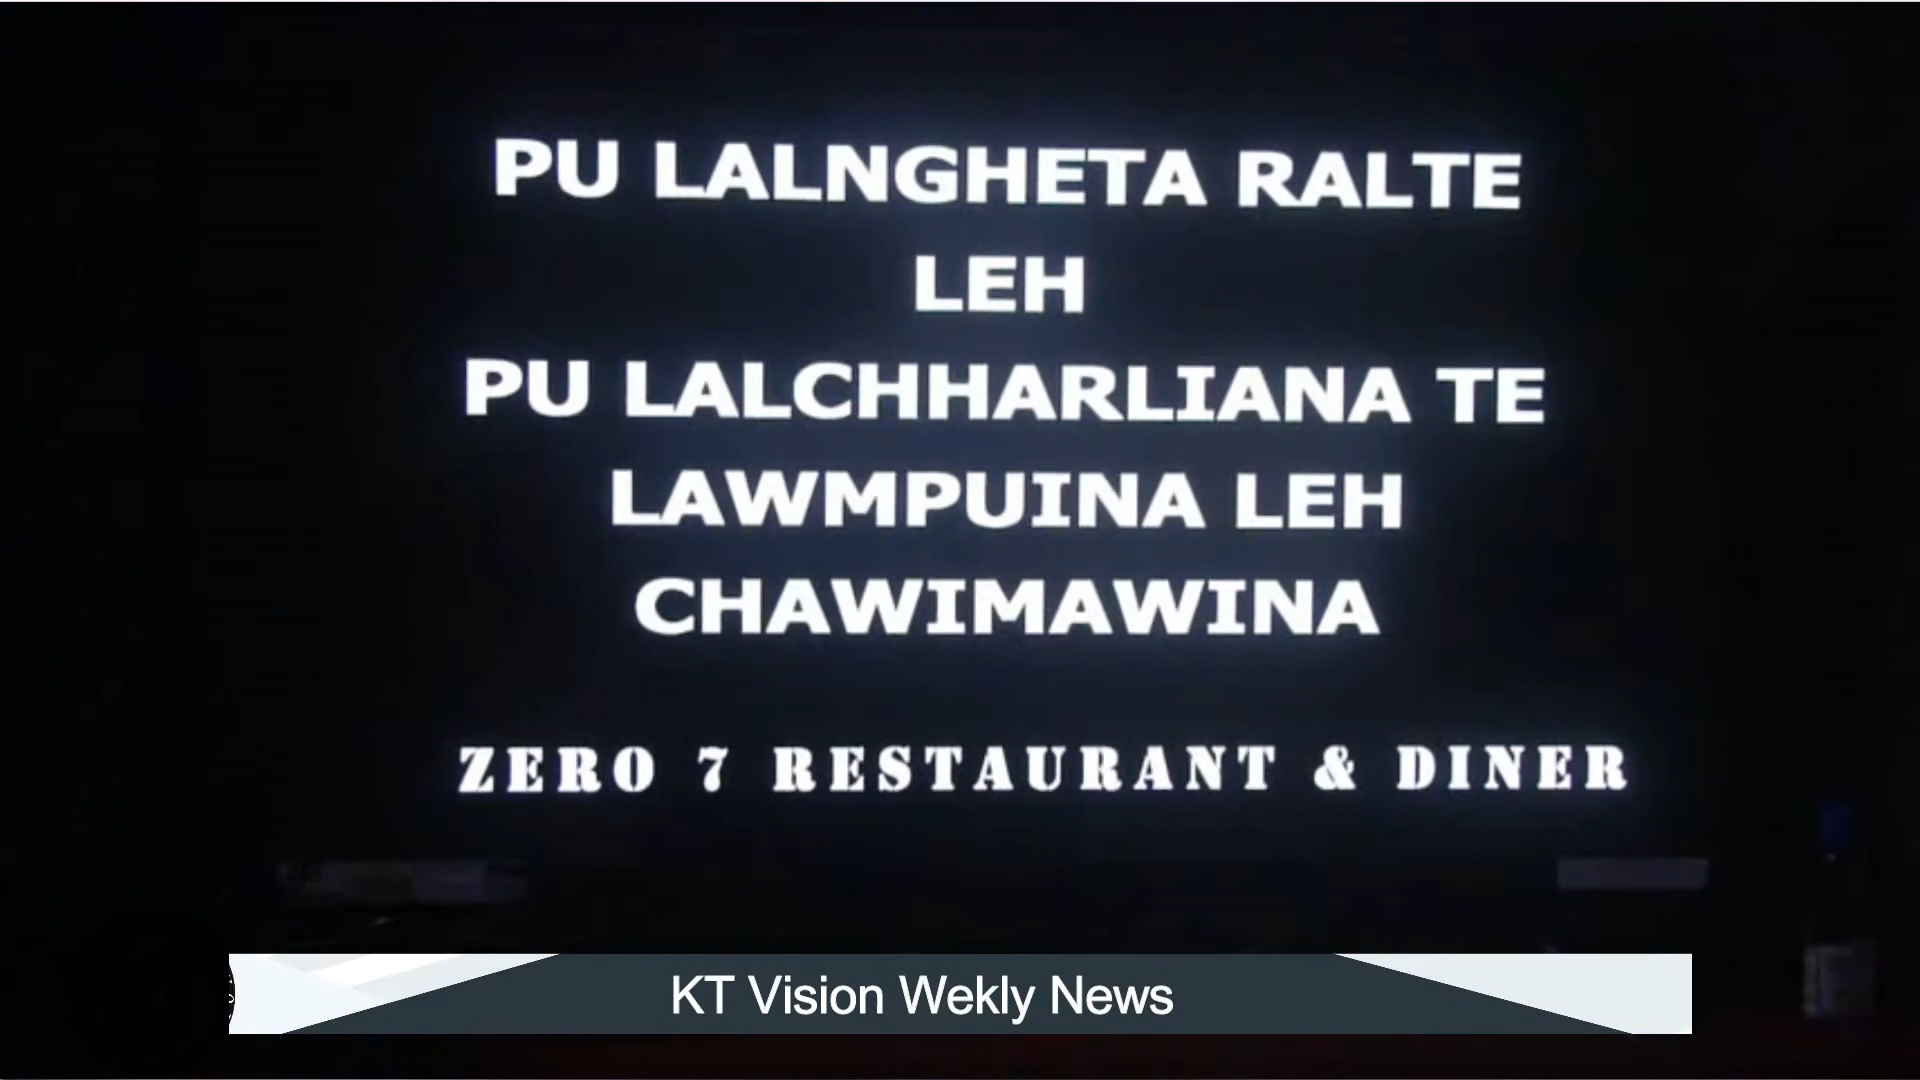 PU LALNGHETA RALTE
LEH
PU LALCHHARLIANA TE
LAWMPUINA LEH
CHAWIMAWINA
ZERO 7 RESTAURANT & DINER
KT Vision Wekly News